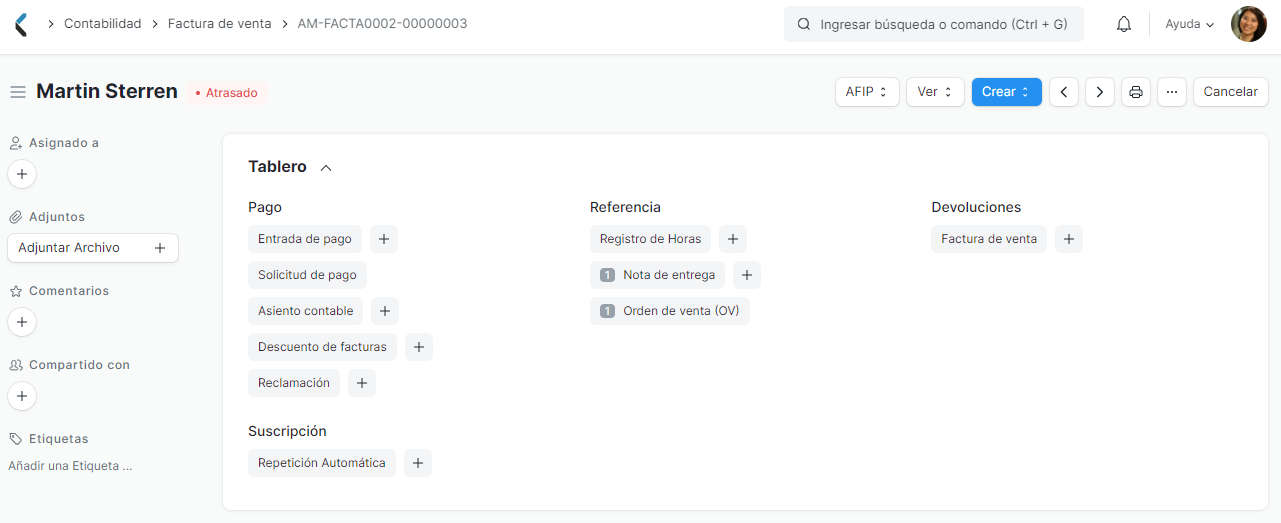 Contabilidad Factura de venta AM-FACTA0002-00000003
Ingresar búsqueda o comando (Ctrl + G)
Ayuda
Martin Sterren
Atrasado
AFIP
Ver
Crear
Cancelar
Asignado a
Adjuntos
Adjuntar Archivo
Comentarios
Compartido con
Etiquetas
Añadir una Etiqueta ...
Tablero
Pago
Entrada de pago
Solicitud de pago
Asiento contable
Descuento de facturas
Reclamación
Referencia
Registro de Horas
1 Nota de entrega
1 Orden de venta (OV)
Devoluciones
Factura de venta
Suscripción
Repetición Automática